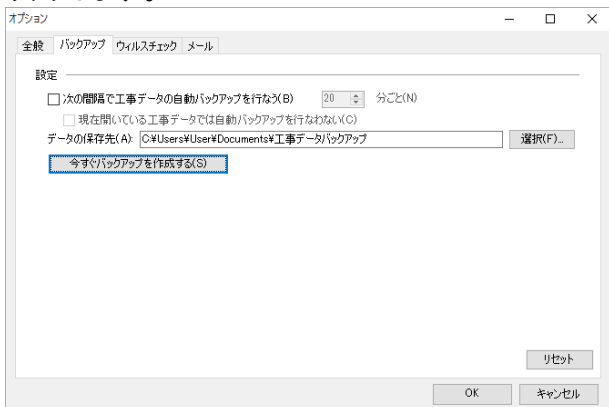 オプション
全般 バックアップ ウィルスチェック メール
設定
次の間隔で工事データの自動バックアップを行なう(B) 20 分ごと(N)
現在開いている工事データでは自動バックアップを行なわない(C)
データの保存先(A): C:¥Users¥User¥Documents¥工事データバックアップ 選択(F)...
今すぐバックアップを作成する(S)
リセット
OK キャンセル